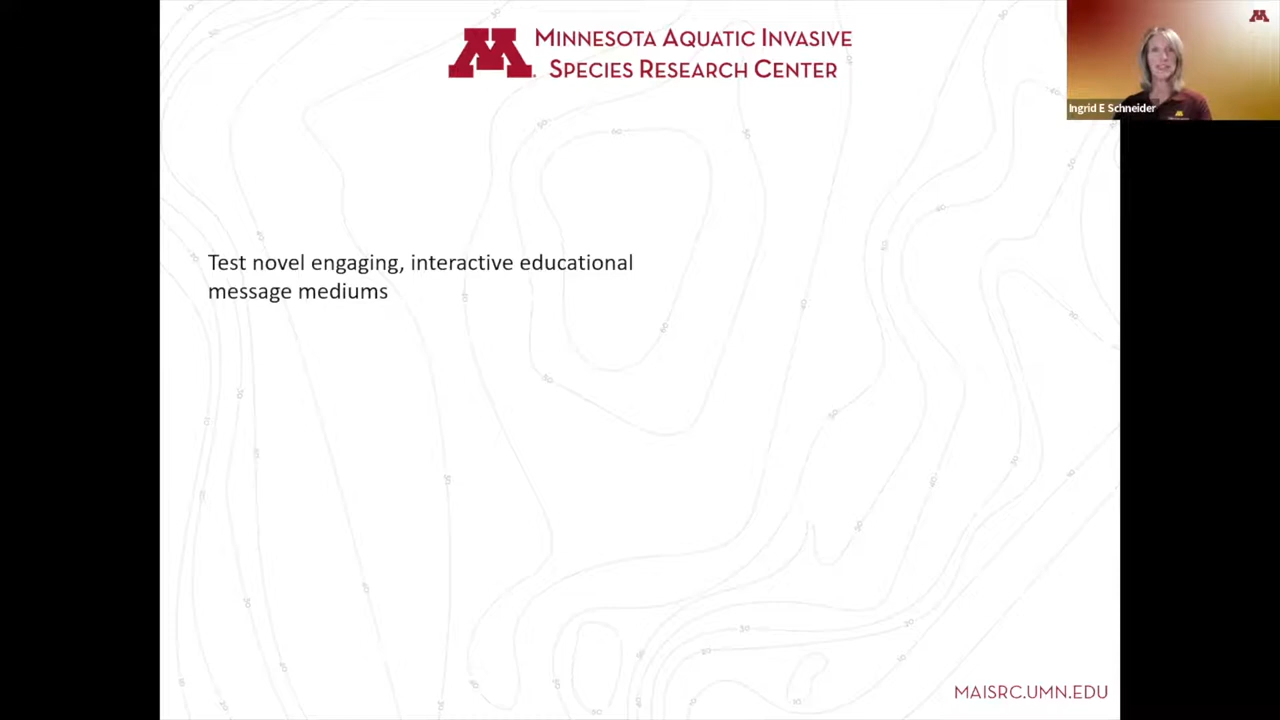 MINNESOTA AQUATIC INVASIVE
SPECIES RESEARCH CENTER
Ingrid E Schneider
Test novel engaging, interactive educational
message mediums
MAISRC.UMN.EDU